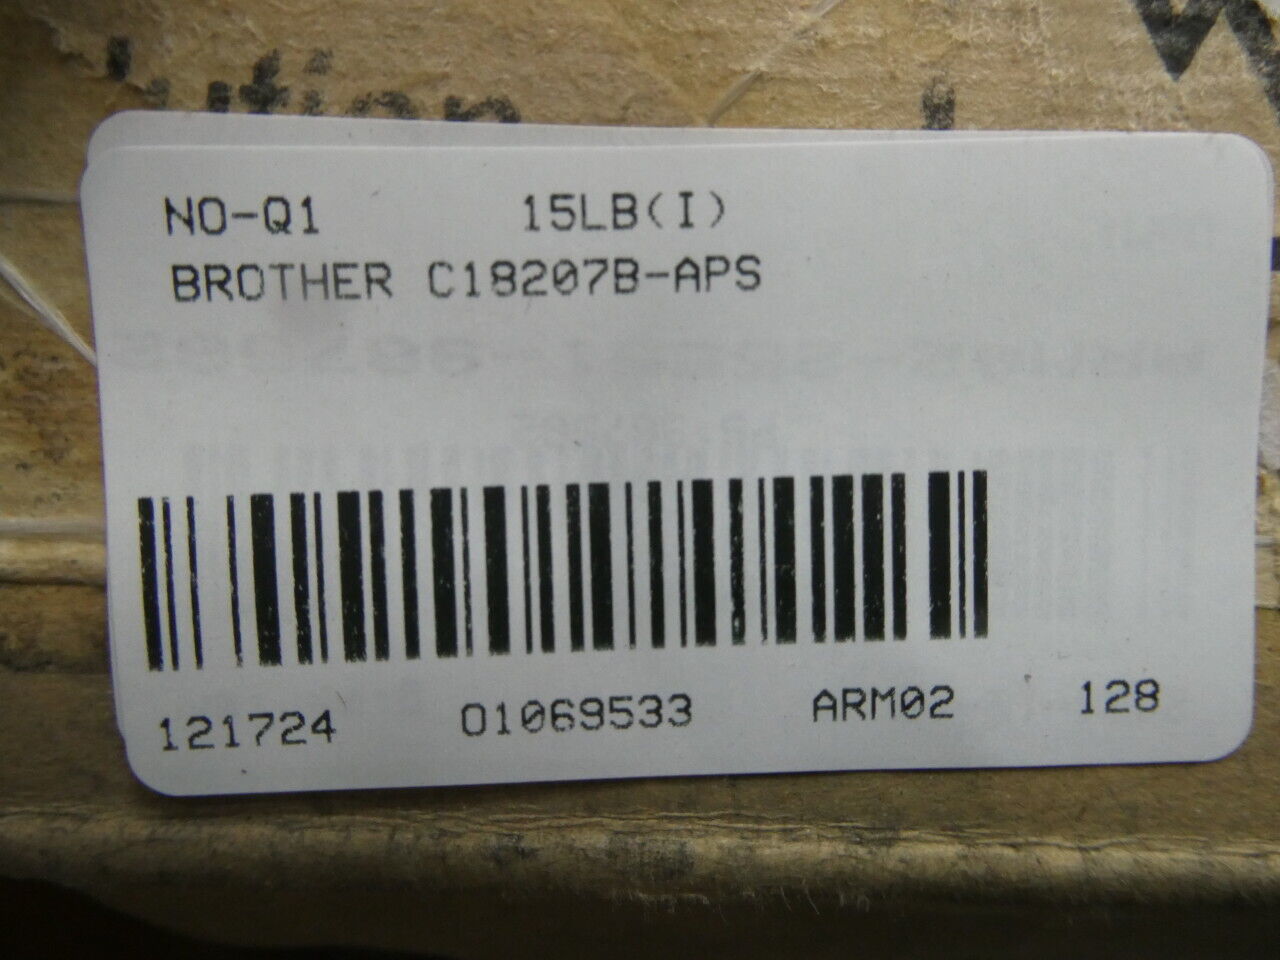 NO-Q1 15LB(I)
BROTHER C18207B-APS
121724 01069533 ARM02 128